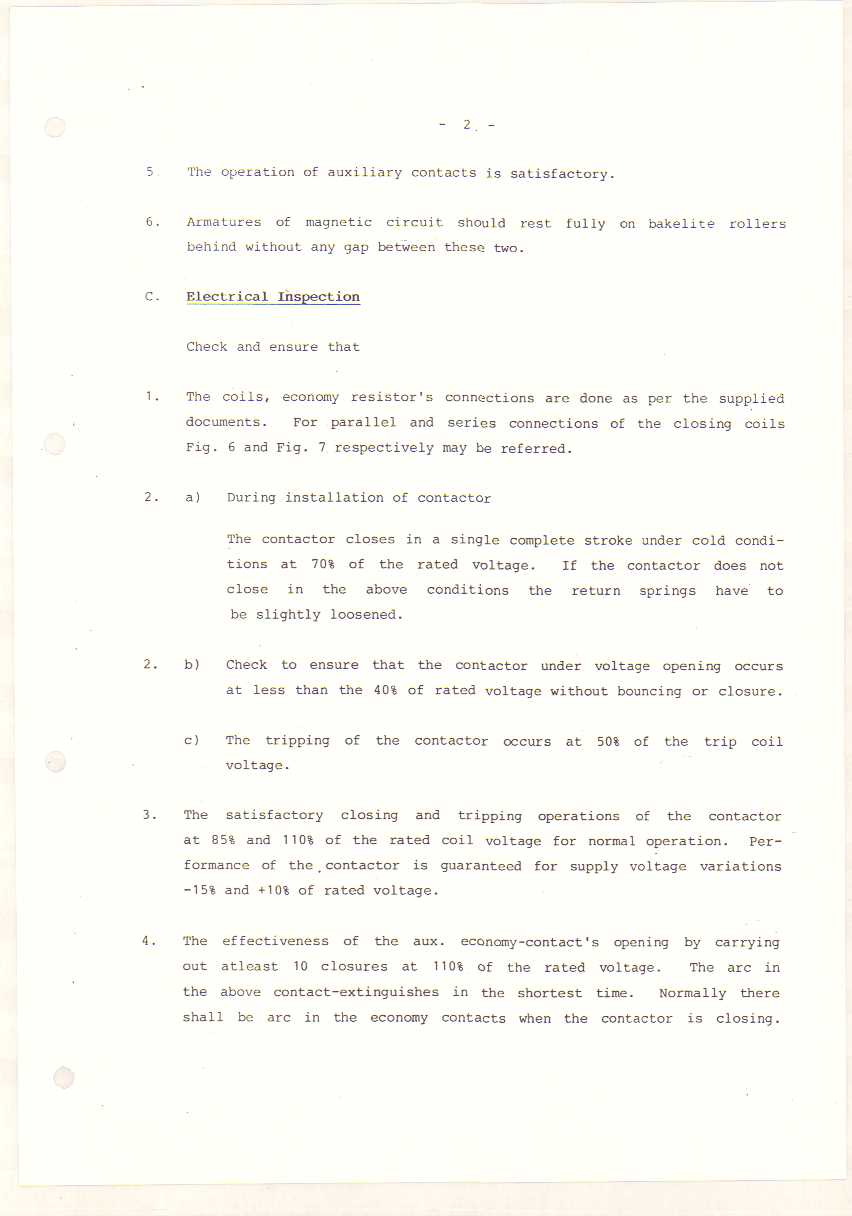 - 2. -
5. The operation of auxiliary contacts is satisfactory.
6. Armatures of magnetic circuit should rest fully on bakelite rollers
behind without any gap between these two.
C. Electrical Inspection
Check and ensure that
1. The coils, economy resistor's connections are done as per the supplied
documents. For parallel and series connections of the closing coils
Fig. 6 and Fig. 7 respectively may be referred.
2. a) During installation of contactor
The contactor closes in a single complete stroke under cold condi-
tions at 70% of the rated voltage. If the contactor does not
close in the above conditions the return springs have to
be slightly loosened.
2. b) Check to ensure that the contactor under voltage opening occurs
at less than the 40% of rated voltage without bouncing or closure.
c) The tripping of the contactor occurs at 50% of the trip coil
voltage.
3. The satisfactory closing and tripping operations of the contactor
at 85% and 110% of the rated coil voltage for normal operation. Per-
formance of the contactor is guaranteed for supply voltage variations
-15% and +10% of rated voltage.
4. The effectiveness of the aux. economy-contact's opening by carrying
out atleast 10 closures at 110% of the rated voltage. The arc in
the above contact-extinguishes in the shortest time. Normally there
shall be arc in the economy contacts when the contactor is closing.